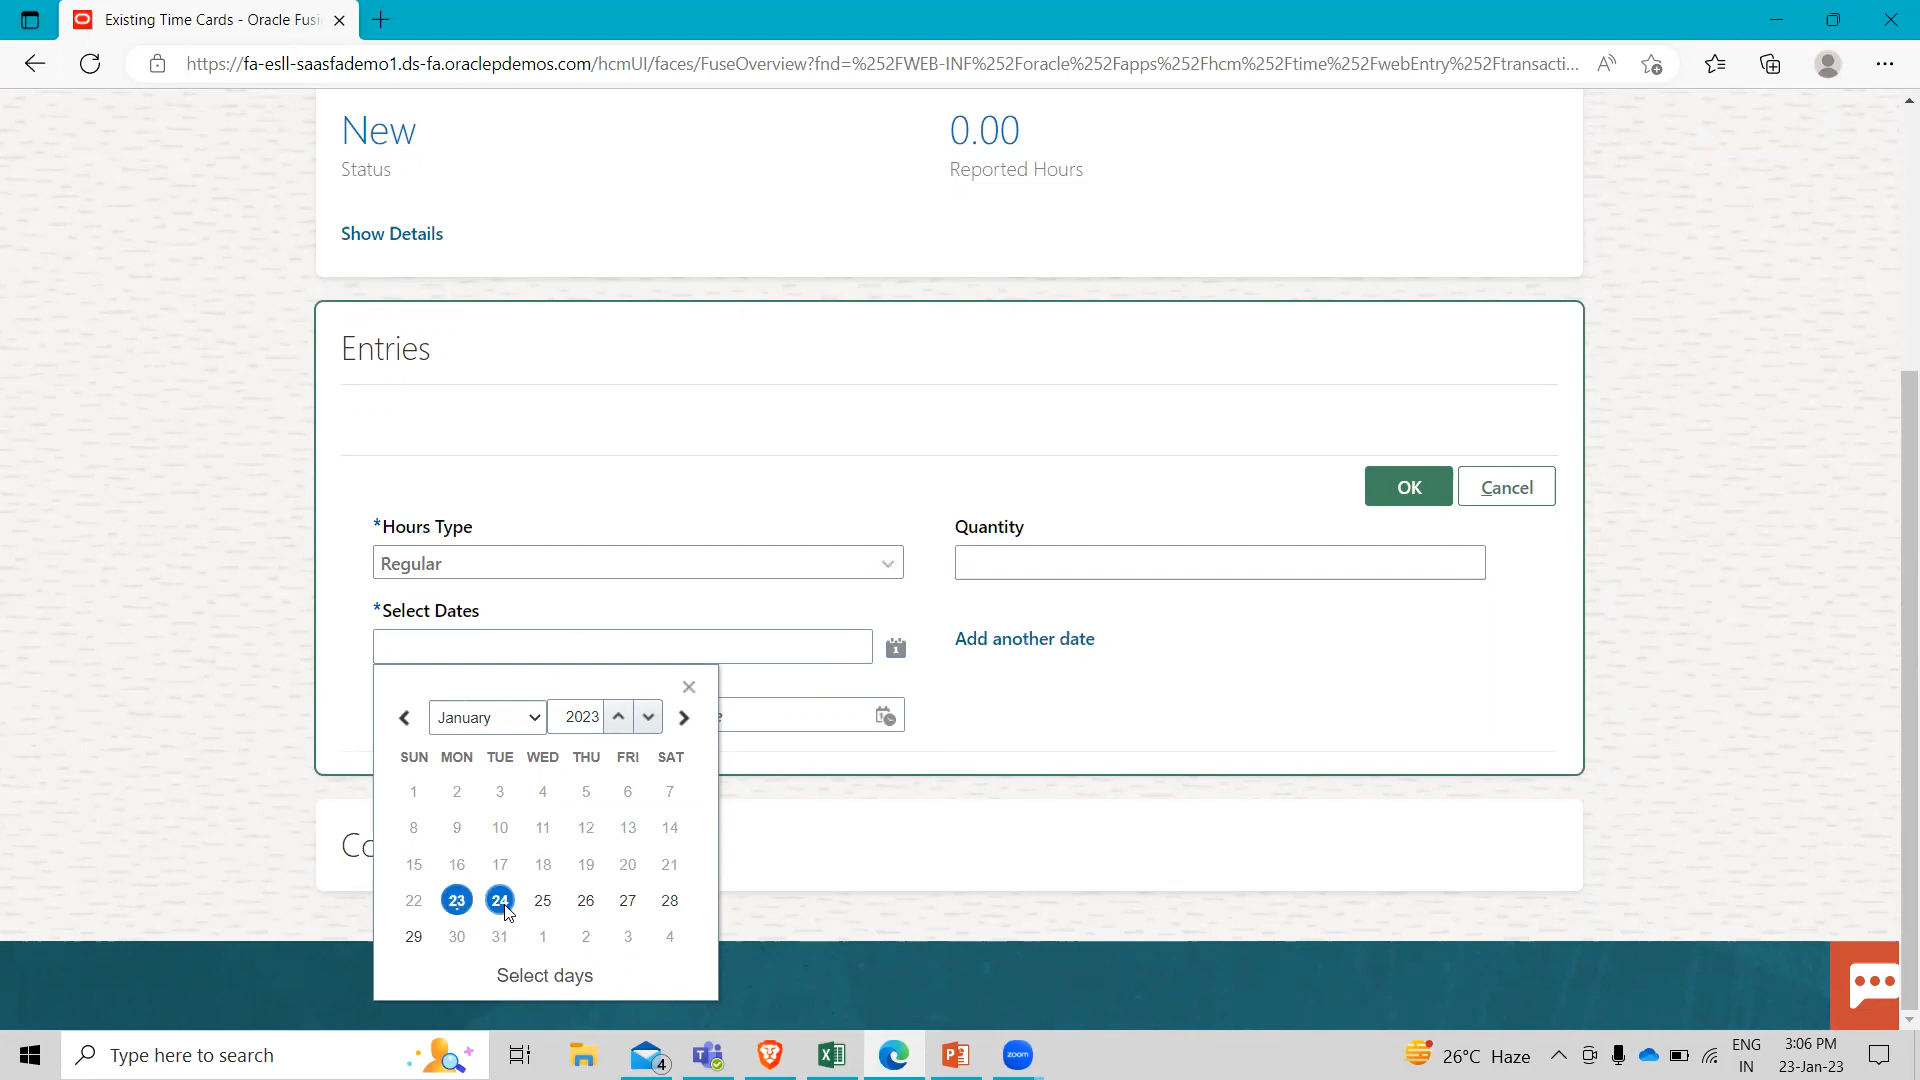 Existing Time Cards - Oracle Fusi
https://fa-esll-saasfademo1.ds-fa.oraclepdemos.com/hcmUI/faces/FuseOverview?fnd=%252FWEB-INF%252Foracle%252Fapps%252Fhcm%252Ftime%252FwebEntry%252Ftransacti...
New
0.00
Status
Reported Hours
Show Details
Entries
OK
Cancel
*Hours Type
Quantity
Regular
*Select Dates
Add another date
January
2023
SUN MON TUE WED THU FRI SAT
1 2 3 4 5 6 7
8 9 10 11 12 13 14
15 16 17 18 19 20 21
22 23 24 25 26 27 28
29 30 31 1 2 3 4
Select days
Type here to search
4
zoom
26°C Haze
ENG
IN
3:06 PM
23-Jan-23